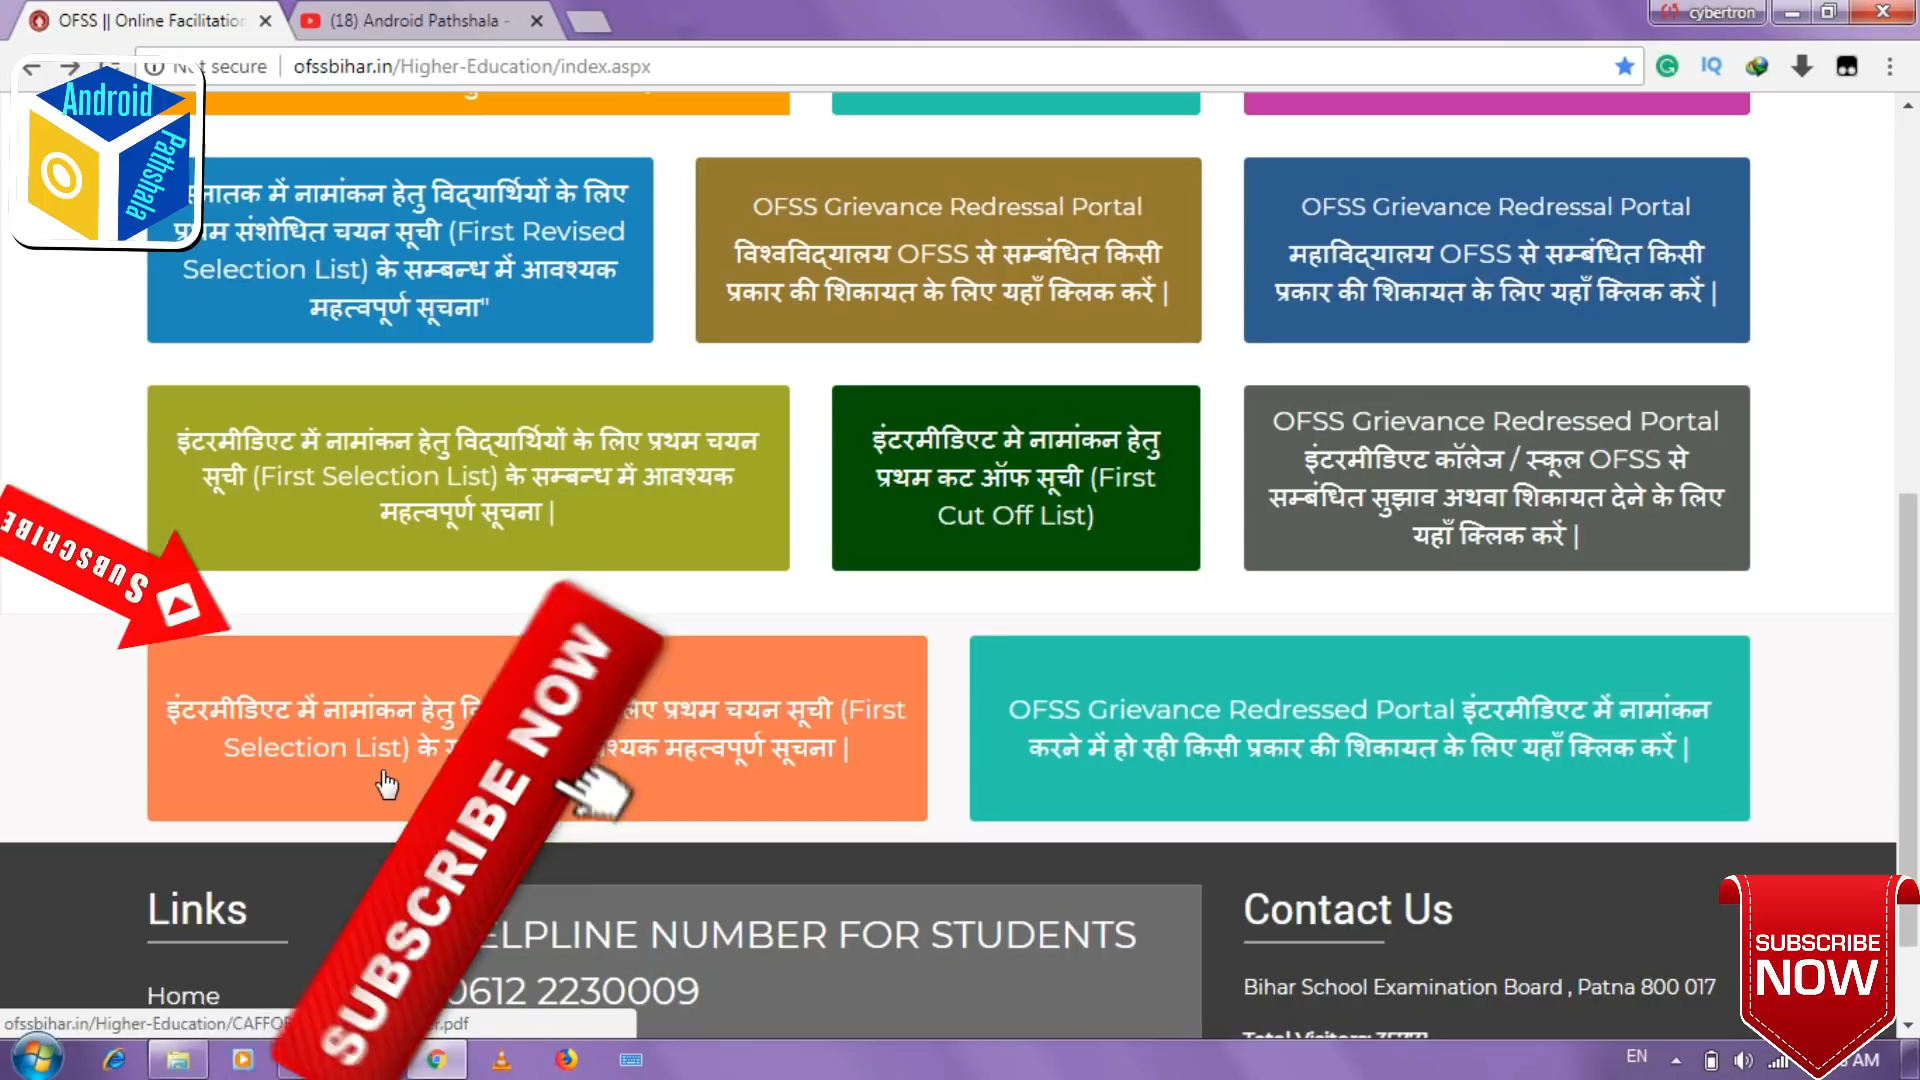 OFSS || Online Facilitation
(18) Android Pathshala -
cybertron
Not secure
ofssbihar.in/Higher-Education/index.aspx
Android
Pathshala
स्नातक में नामांकन हेतु विद्यार्थियों के लिए
प्रथम संशोधित चयन सूची (First Revised
Selection List) के सम्बन्ध में आवश्यक
महत्वपूर्ण सूचना"
OFSS Grievance Redressal Portal
विश्वविद्यालय OFSS से सम्बंधित किसी
प्रकार की शिकायत के लिए यहाँ क्लिक करें |
OFSS Grievance Redressal Portal
महाविद्यालय OFSS से सम्बंधित किसी
प्रकार की शिकायत के लिए यहाँ क्लिक करें |
इंटरमीडिएट में नामांकन हेतु विद्यार्थियों के लिए प्रथम चयन
सूची (First Selection List) के सम्बन्ध में आवश्यक
महत्वपूर्ण सूचना |
इंटरमीडिएट मे नामांकन हेतु
प्रथम कट ऑफ सूची (First
Cut Off List)
OFSS Grievance Redressed Portal
इंटरमीडिएट कॉलेज / स्कूल OFSS से
सम्बंधित सुझाव अथवा शिकायत देने के लिए
यहाँ क्लिक करें |
SUBSCRIBE
इंटरमीडिएट में नामांकन हेतु प्रथम चयन सूची (First
Selection List) के महत्वपूर्ण सूचना |
SUBSCRIBE NOW
OFSS Grievance Redressed Portal इंटरमीडिएट में नामांकन
करने में हो रही किसी प्रकार की शिकायत के लिए यहाँ क्लिक करें |
Links
Home
ELPLINE NUMBER FOR STUDENTS
0612 2230009
Contact Us
Bihar School Examination Board , Patna 800 017
SUBSCRIBE
NOW
ofssbihar.in/Higher-Education/CAFFO
er.pdf
EN
AM